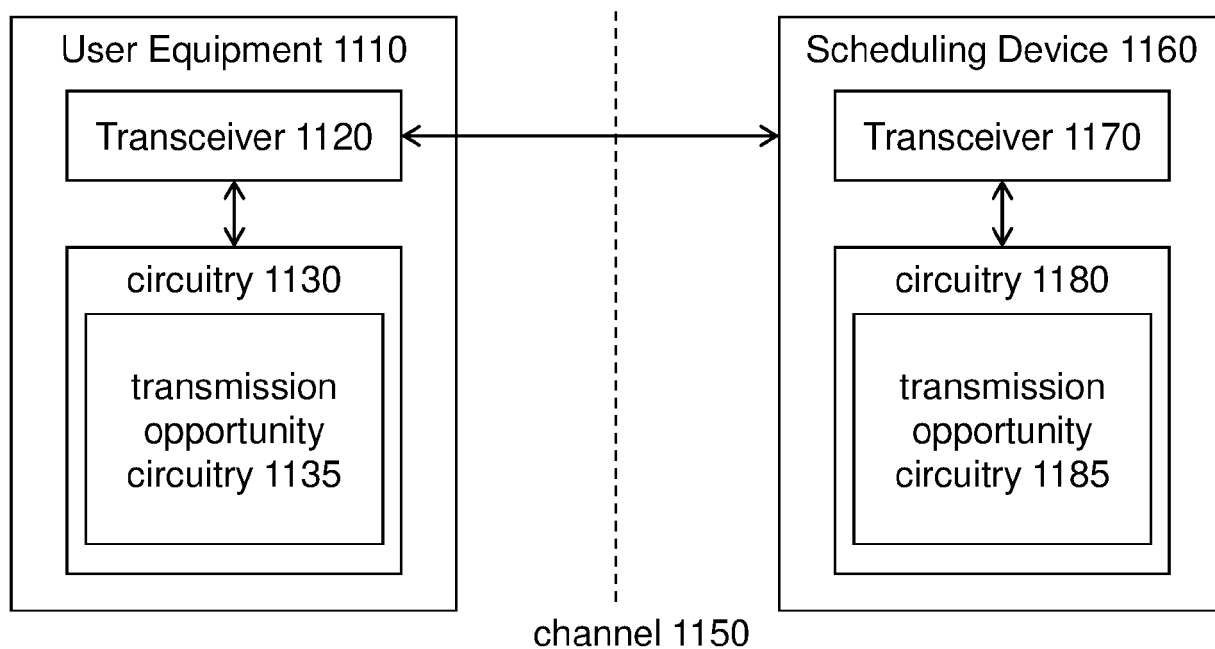 User Equipment 1110
Transceiver 1120
circuitry 1130
transmission
opportunity
circuitry 1135
Scheduling Device 1160
Transceiver 1170
circuitry 1180
transmission
opportunity
circuitry 1185
channel 1150